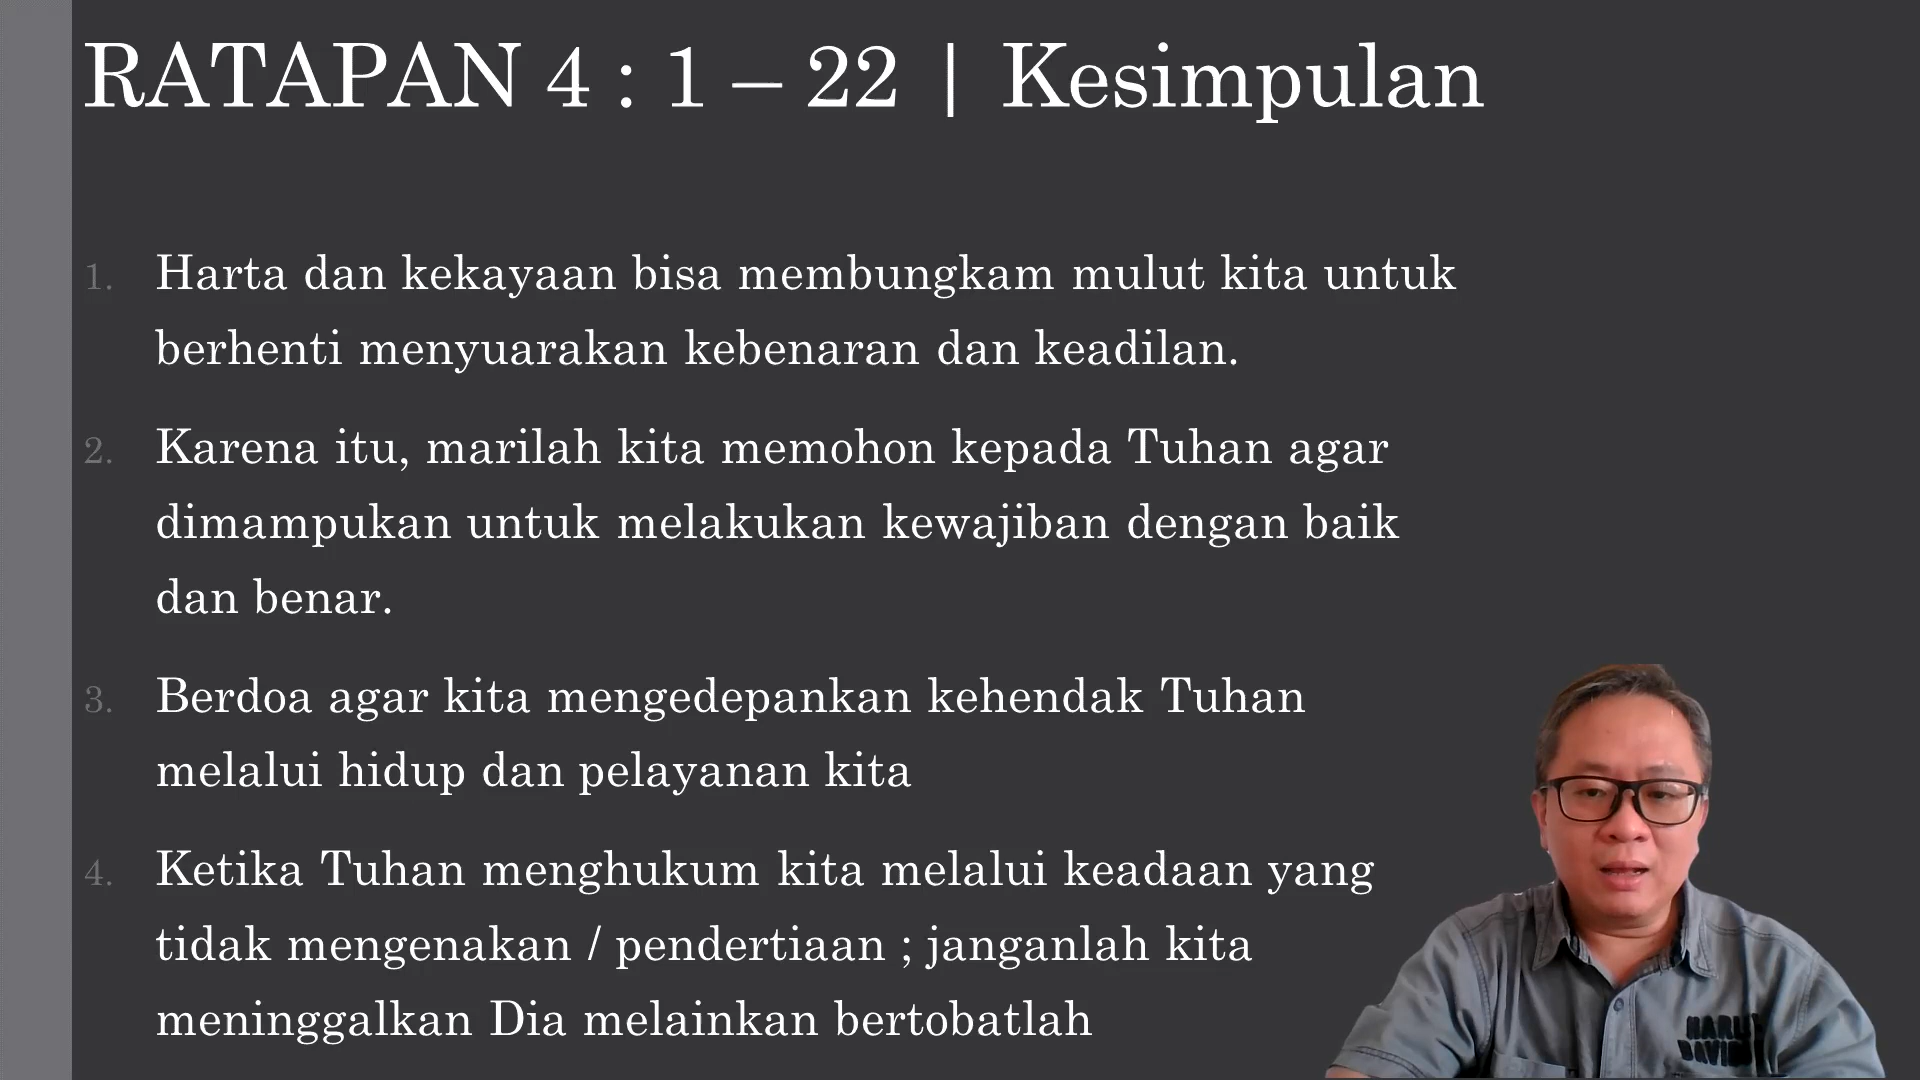 RATAPAN 4 : 1 – 22 | Kesimpulan
1. Harta dan kekayaan bisa membungkam mulut kita untuk
berhenti menyuarakan kebenaran dan keadilan.
2. Karena itu, marilah kita memohon kepada Tuhan agar
dimampukan untuk melakukan kewajiban dengan baik
dan benar.
3. Berdoa agar kita mengedepankan kehendak Tuhan
melalui hidup dan pelayanan kita
4. Ketika Tuhan menghukum kita melalui keadaan yang
tidak mengenakan / pendertiaan ; janganlah kita
meninggalkan Dia melainkan bertobatlah